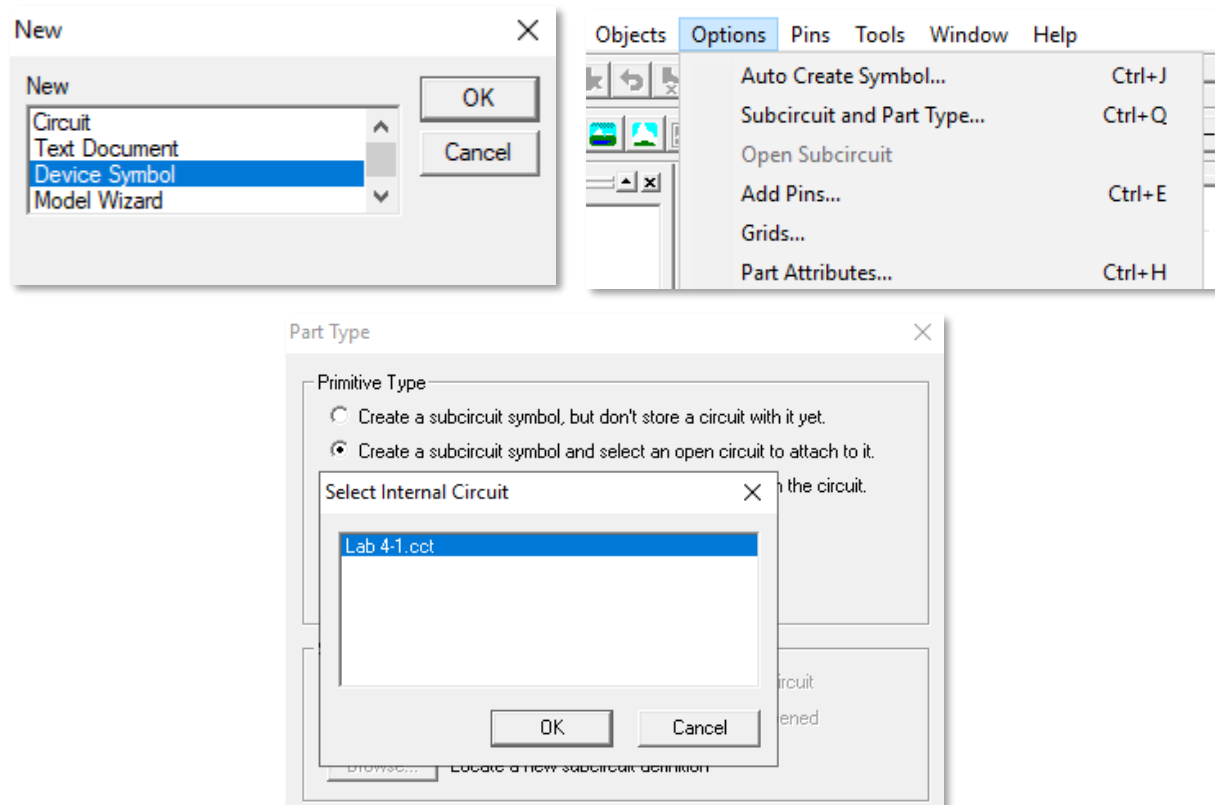 New
New
Circuit
Text Document
Device Symbol
Model Wizard
OK
Cancel
Objects Options Pins Tools Window Help
Auto Create Symbol... Ctrl+J
Subcircuit and Part Type... Ctrl+Q
Open Subcircuit
Add Pins... Ctrl+E
Grids...
Part Attributes... Ctrl+H
Part Type
Primitive Type
Create a subcircuit symbol, but don't store a circuit with it yet.
Create a subcircuit symbol and select an open circuit to attach to it.
the circuit.
Select Internal Circuit
Lab 4-1.cct
OK Cancel
Browse... Locate a new subcircuit definition